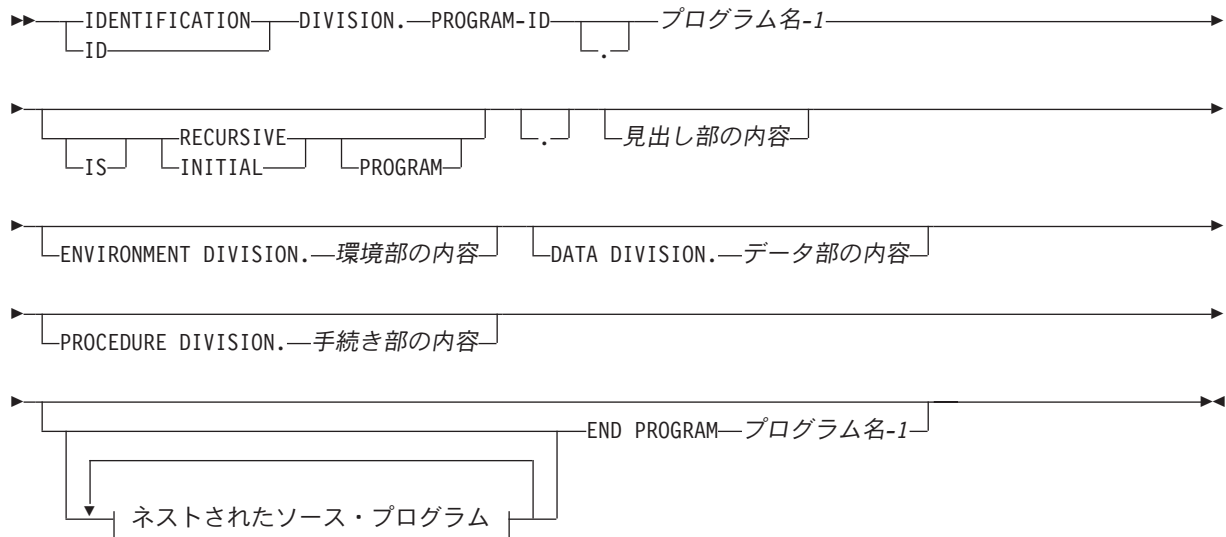 IDENTIFICATION DIVISION. PROGRAM-ID プログラム名-1
ID .
RECURSIVE . 見出し部の内容
IS INITIAL PROGRAM
ENVIRONMENT DIVISION. 環境部の内容 DATA DIVISION. データ部の内容
PROCEDURE DIVISION. 手続き部の内容
END PROGRAM プログラム名-1
ネストされたソース・プログラム